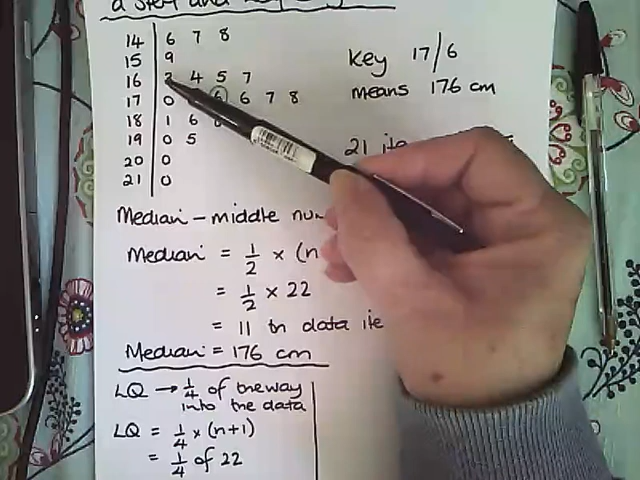 a Stem and
14 | 6 7 8
15 | 9
16 | 4 5 7
17 | 0 6 6 7 8
18 | 1 6
19 | 0 5
20 | 0
21 | 0
Key 17/6
means 176 cm
21
Median – middle
Median = 1/2 × (n
= 1/2 × 22
= 11 th data
Median = 176 cm
LQ → 1/4 of the way
into the data
LQ = 1/4 × (n+1)
= 1/4 of 22